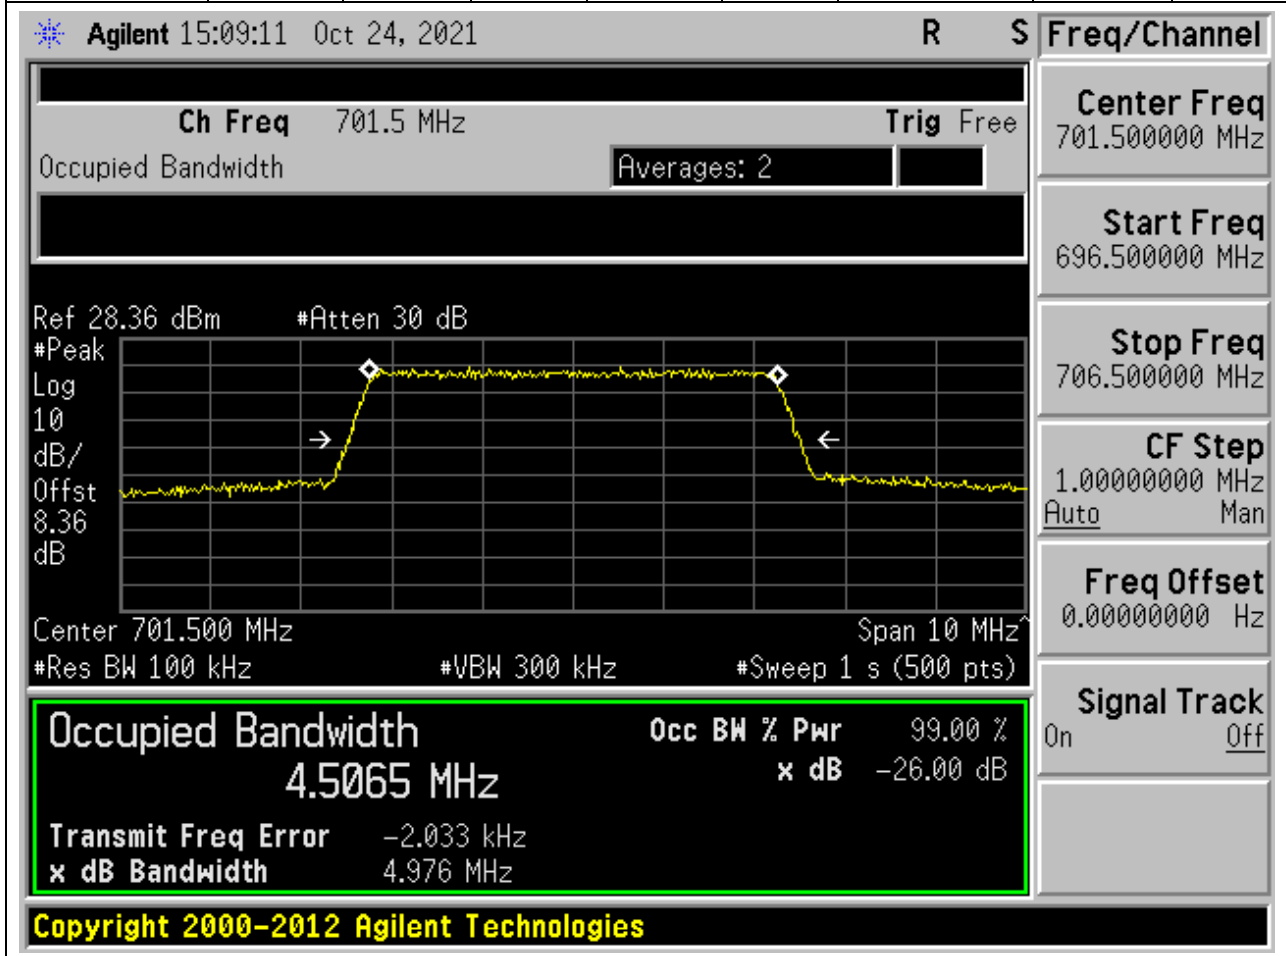 Agilent 15:09:11 Oct 24, 2021 R S Freq/Channel
Ch Freq 701.5 MHz Trig Free
Occupied Bandwidth Averages: 2
Center Freq
701.500000 MHz
Start Freq
696.500000 MHz
Stop Freq
706.500000 MHz
CF Step
1.00000000 MHz
Auto Man
Freq Offset
0.00000000 Hz
Signal Track
On Off
Ref 28.36 dBm #Atten 30 dB
#Peak
Log
10
dB/
Offst
8.36
dB
Center 701.500 MHz Span 10 MHz^
#Res BW 100 kHz #VBW 300 kHz #Sweep 1 s (500 pts)
Occupied Bandwidth Occ BW % Pwr 99.00 %
4.5065 MHz x dB -26.00 dB
Transmit Freq Error -2.033 kHz
x dB Bandwidth 4.976 MHz
Copyright 2000-2012 Agilent Technologies